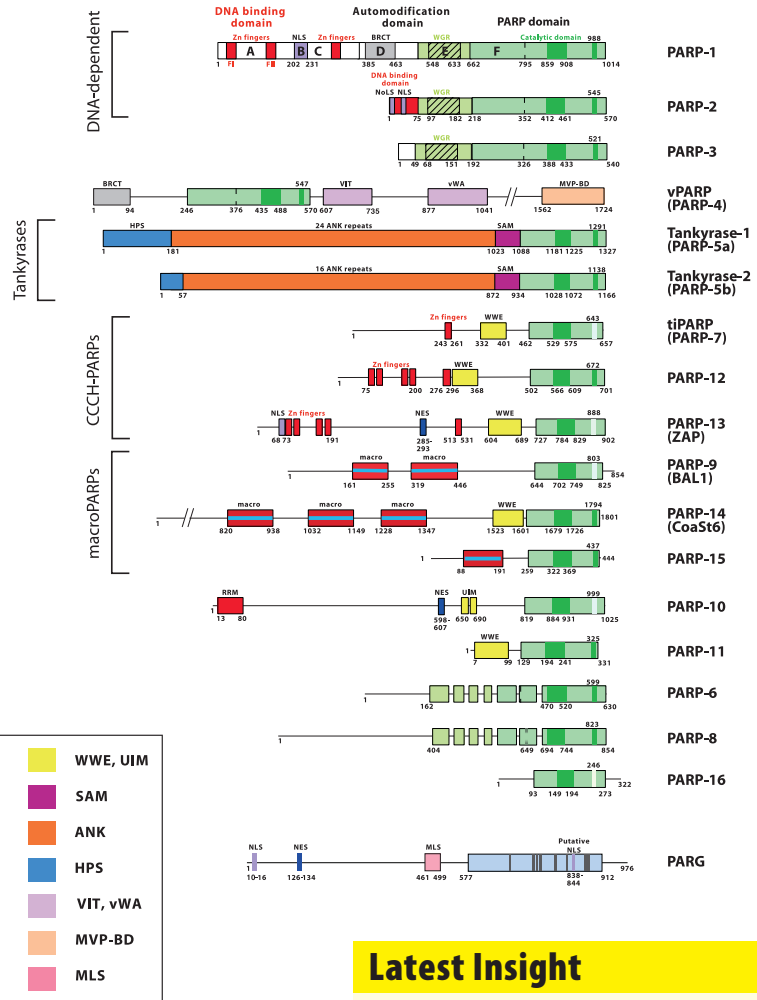 DNA binding domain Automodification domain PARP domain
Zn fingers NLS Zn fingers BRCT WGR Catalytic domain 988
A B C D E F
DNA-dependent
1 FI FII 202 231 385 463 548 633 662 795 859 908 1014
PARP-1
DNA binding domain
NoLS NLS WGR 545
1 75 97 182 218 352 412 461 570
PARP-2
WGR 521
1 49 68 151 192 326 388 433 540
PARP-3
BRCT 547 VIT vWA MVP-BD
1 94 246 376 435 488 570 607 735 877 1041 1562 1724
vPARP
(PARP-4)
Tankyrases
HPS 24 ANK repeats SAM 1291
1 181 1023 1088 1181 1225 1327
Tankyrase-1
(PARP-5a)
16 ANK repeats SAM 1138
1 57 872 934 1028 1072 1166
Tankyrase-2
(PARP-5b)
CCCH-PARPs
Zn fingers WWE 643
1 243 261 332 401 462 529 575 657
tiPARP
(PARP-7)
Zn fingers WWE 672
1 75 200 276 296 368 502 566 609 701
PARP-12
NLS Zn fingers NES WWE 888
1 68 73 191 285-293 513 531 604 689 727 784 829 902
PARP-13
(ZAP)
macroPARPs
macro macro 803
1 161 255 319 446 644 702 749 825 854
PARP-9
(BAL1)
macro macro macro WWE 1794
1 820 938 1032 1149 1228 1347 1523 1601 1679 1726 1801
PARP-14
(CoaSt6)
437
1 88 191 259 322 369 444
PARP-15
RRM NES UIM 999
1 13 80 598-607 650 690 819 884 931 1025
PARP-10
WWE 325
1 7 99 129 194 241 331
PARP-11
599
1 162 470 520 630
PARP-6
823
1 404 649 694 744 854
PARP-8
246
1 93 149 194 273 322
PARP-16
NLS NES MLS Putative NLS
1 10-16 126-134 461 499 577 838-844 912 976
PARG
WWE, UIM
SAM
ANK
HPS
VIT, vWA
MVP-BD
MLS
Latest Insight